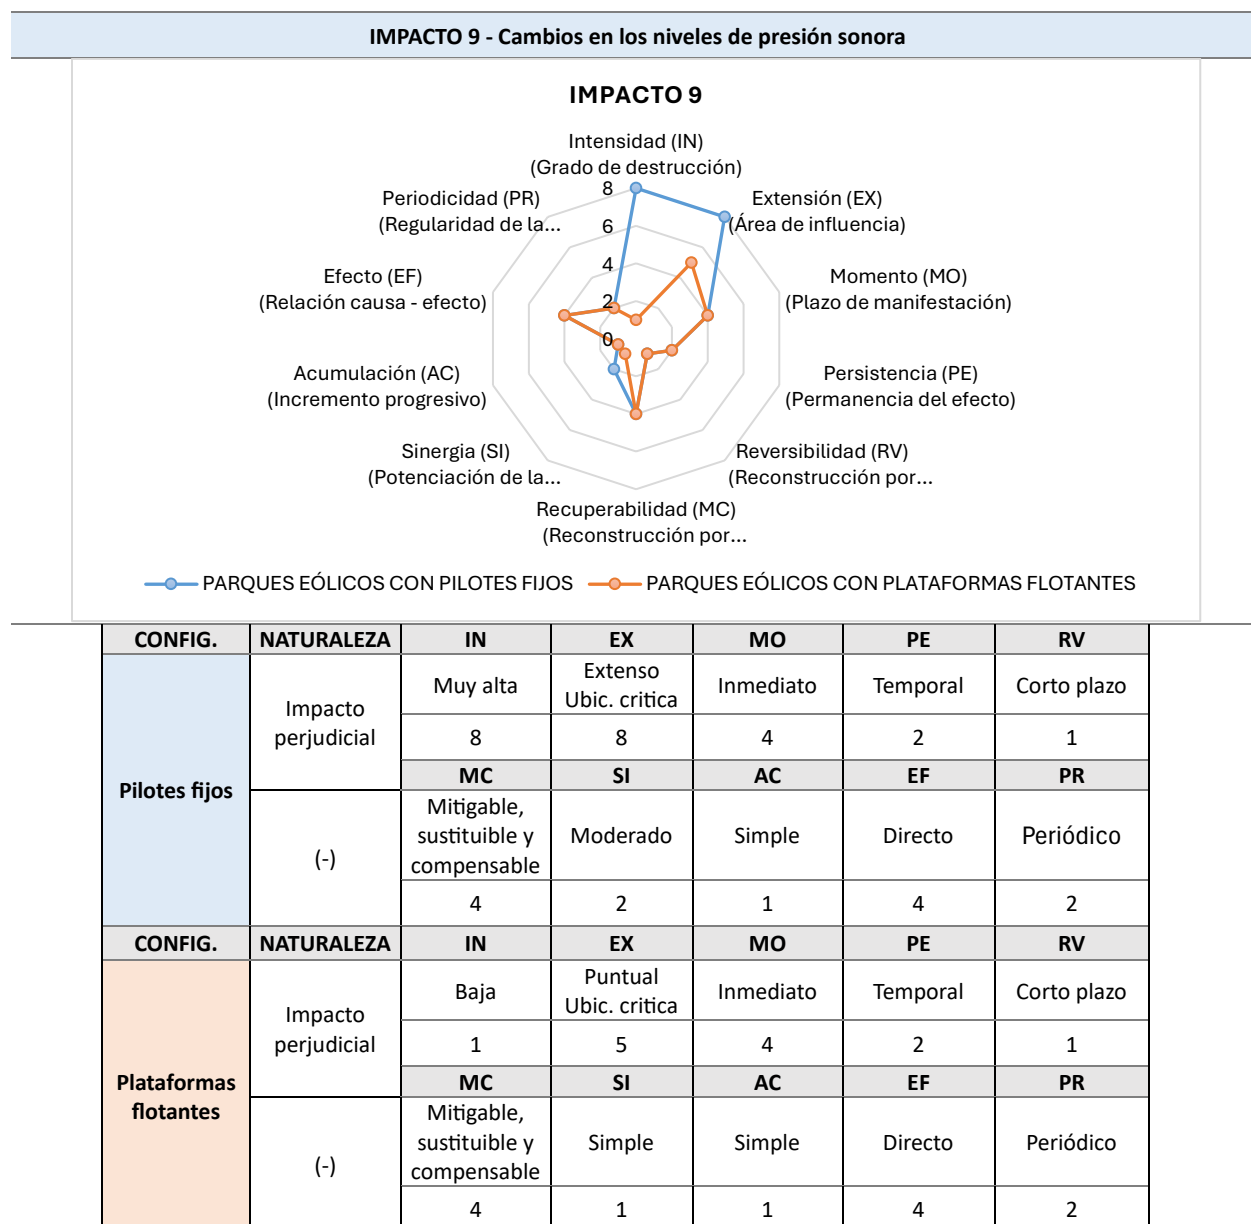 IMPACTO 9 - Cambios en los niveles de presión sonora
IMPACTO 9
Intensidad (IN)
(Grado de destrucción)
Periodicidad (PR)
(Regularidad de la...
Extensión (EX)
(Área de influencia)
Efecto (EF)
(Relación causa - efecto)
Momento (MO)
(Plazo de manifestación)
Acumulación (AC)
(Incremento progresivo)
Persistencia (PE)
(Permanencia del efecto)
Sinergia (SI)
(Potenciación de la...
Reversibilidad (RV)
(Reconstrucción por...
Recuperabilidad (MC)
(Reconstrucción por...
8
6
4
2
0
PARQUES EÓLICOS CON PILOTES FIJOS PARQUES EÓLICOS CON PLATAFORMAS FLOTANTES
CONFIG. NATURALEZA IN EX MO PE RV
Pilotes fijos
Impacto
perjudicial
Muy alta
Extenso
Ubic. critica
Inmediato Temporal Corto plazo
8 8 4 2 1
MC SI AC EF PR
(-)
Mitigable,
sustituible y
compensable
Moderado Simple Directo Periódico
4 2 1 4 2
CONFIG. NATURALEZA IN EX MO PE RV
Plataformas
flotantes
Impacto
perjudicial
Baja
Puntual
Ubic. critica
Inmediato Temporal Corto plazo
1 5 4 2 1
MC SI AC EF PR
(-)
Mitigable,
sustituible y
compensable
Simple Simple Directo Periódico
4 1 1 4 2